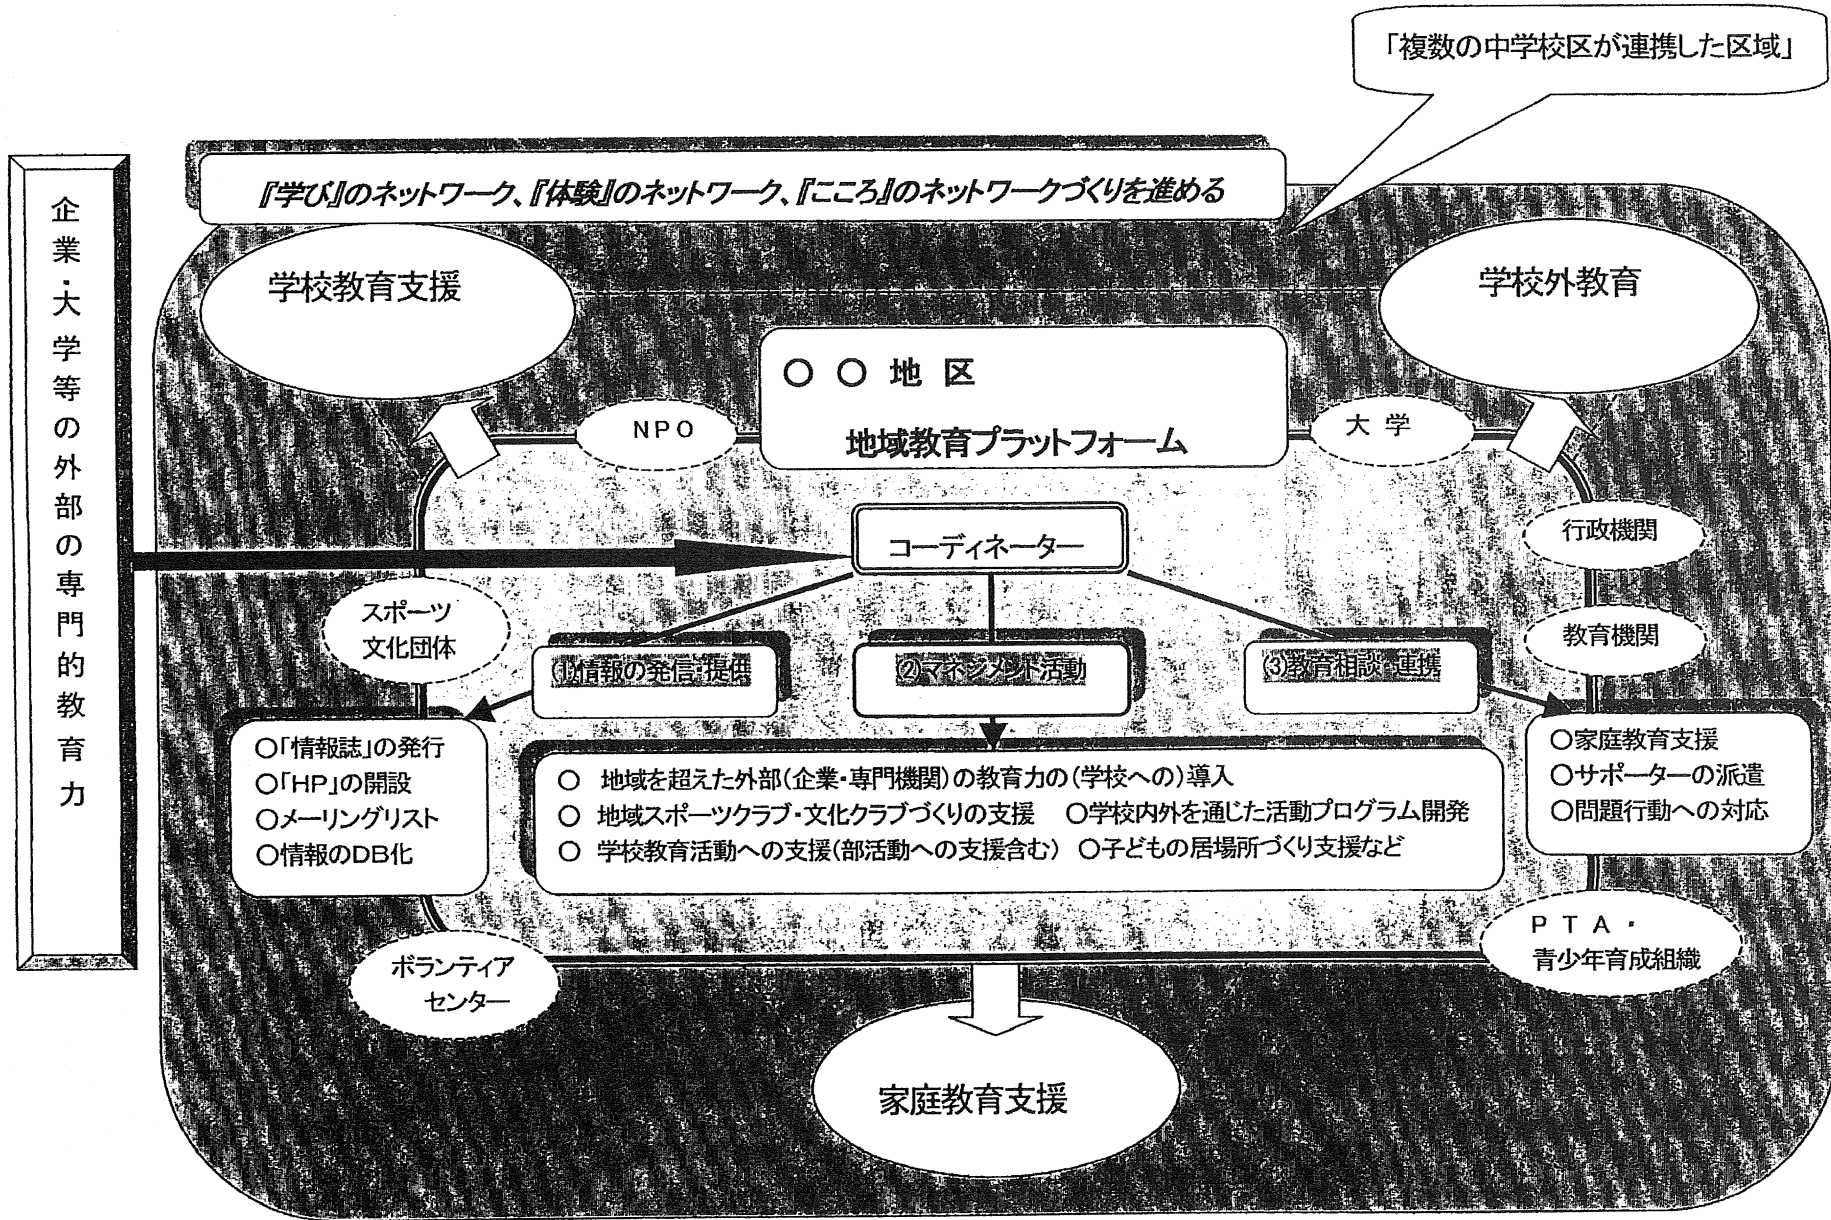 「複数の中学校区が連携した区域」
『学び』のネットワーク、『体験』のネットワーク、『こころ』のネットワークづくりを進める
企業・大学等の外部の専門的教育力
学校教育支援
学校外教育
○ ○ 地 区
地域教育プラットフォーム
NPO
大 学
コーディネーター
行政機関
スポーツ
文化団体
教育機関
(1)情報の発信・提供
②マネジメント活動
(3)教育相談・連携
○「情報誌」の発行
○「HP」の開設
○メーリングリスト
○情報のDB化
○ 地域を超えた外部(企業・専門機関)の教育力の(学校への)導入
○ 地域スポーツクラブ・文化クラブづくりの支援 ○学校内外を通じた活動プログラム開発
○ 学校教育活動への支援(部活動への支援含む) ○子どもの居場所づくり支援など
○家庭教育支援
○サポーターの派遣
○問題行動への対応
ボランティア
センター
PTA・
青少年育成組織
家庭教育支援